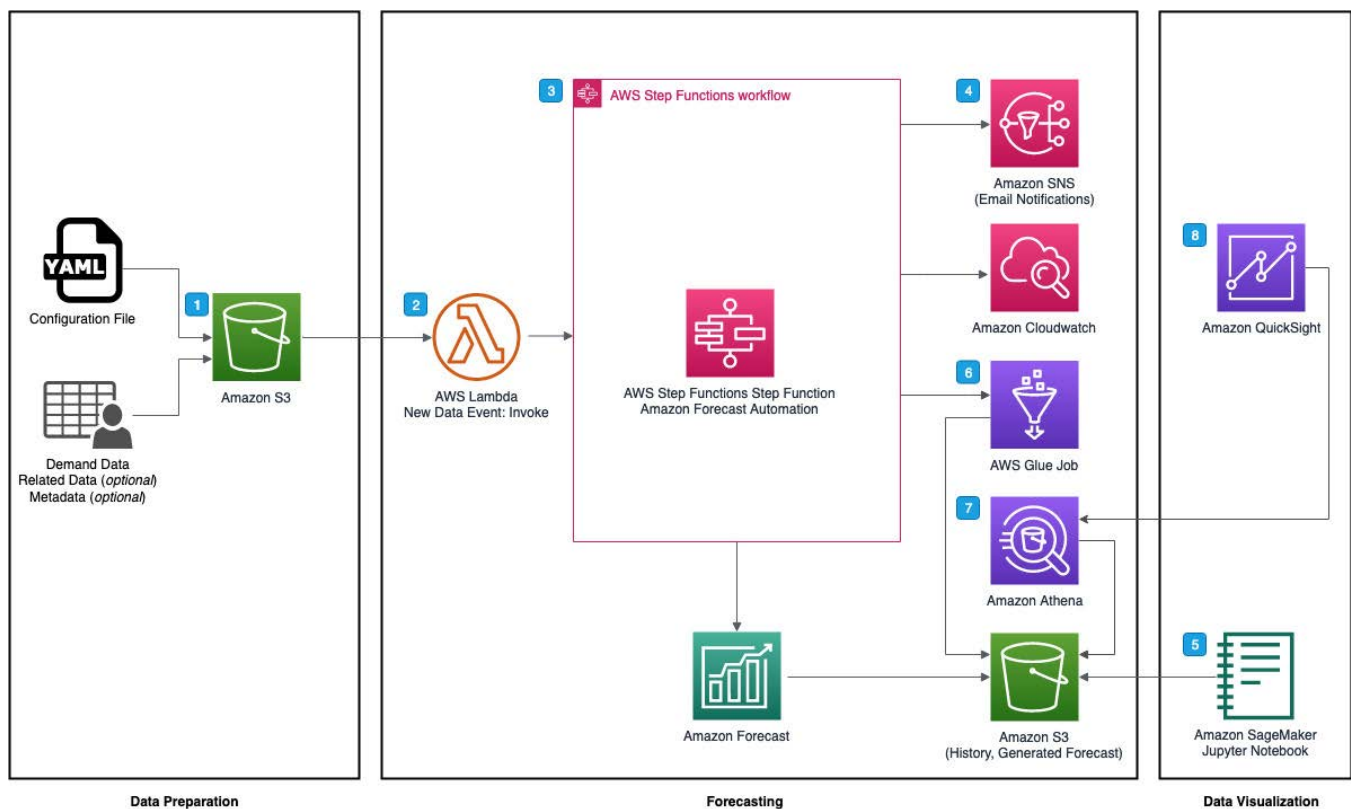 3
AWS Step Functions workflow
4
Amazon SNS
(Email Notifications)
8
YAML
Configuration File
1
Amazon S3
2
AWS Lambda
New Data Event: Invoke
Amazon Cloudwatch
Amazon QuickSight
AWS Step Functions Step Function
Amazon Forecast Automation
6
AWS Glue Job
Demand Data
Related Data (optional)
Metadata (optional)
7
Amazon Athena
Amazon Forecast
Amazon S3
(History, Generated Forecast)
5
Amazon SageMaker
Jupyter Notebook
Data Preparation
Forecasting
Data Visualization